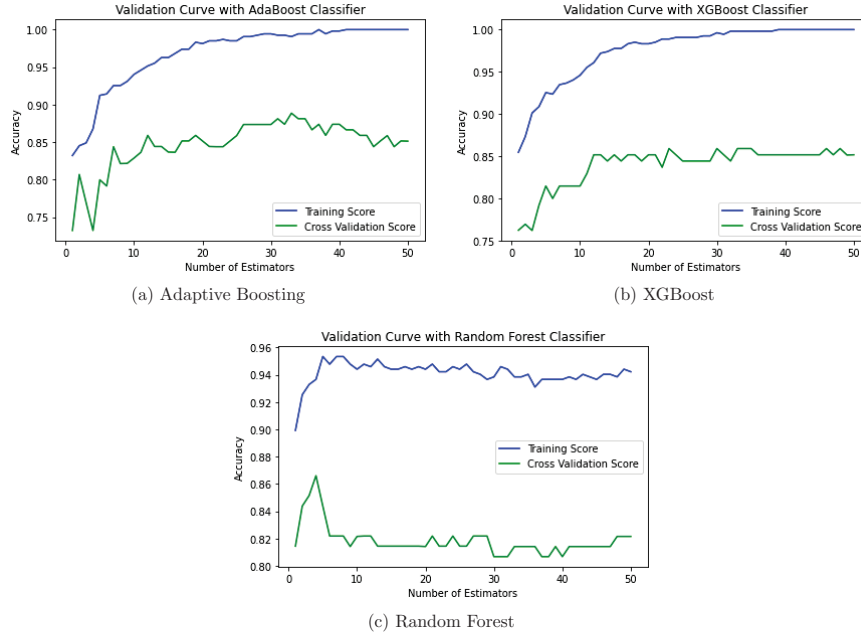 Validation Curve with AdaBoost Classifier
1.00
0.95
0.90
0.85
0.80
0.75
Accuracy
Training Score
Cross Validation Score
0 10 20 30 40 50
Number of Estimators
(a) Adaptive Boosting
Validation Curve with XGBoost Classifier
1.00
0.95
0.90
0.85
0.80
0.75
Accuracy
Training Score
Cross Validation Score
0 10 20 30 40 50
Number of Estimators
(b) XGBoost
Validation Curve with Random Forest Classifier
0.96
0.94
0.92
0.90
0.88
0.86
0.84
0.82
0.80
Accuracy
Training Score
Cross Validation Score
0 10 20 30 40 50
Number of Estimators
(c) Random Forest